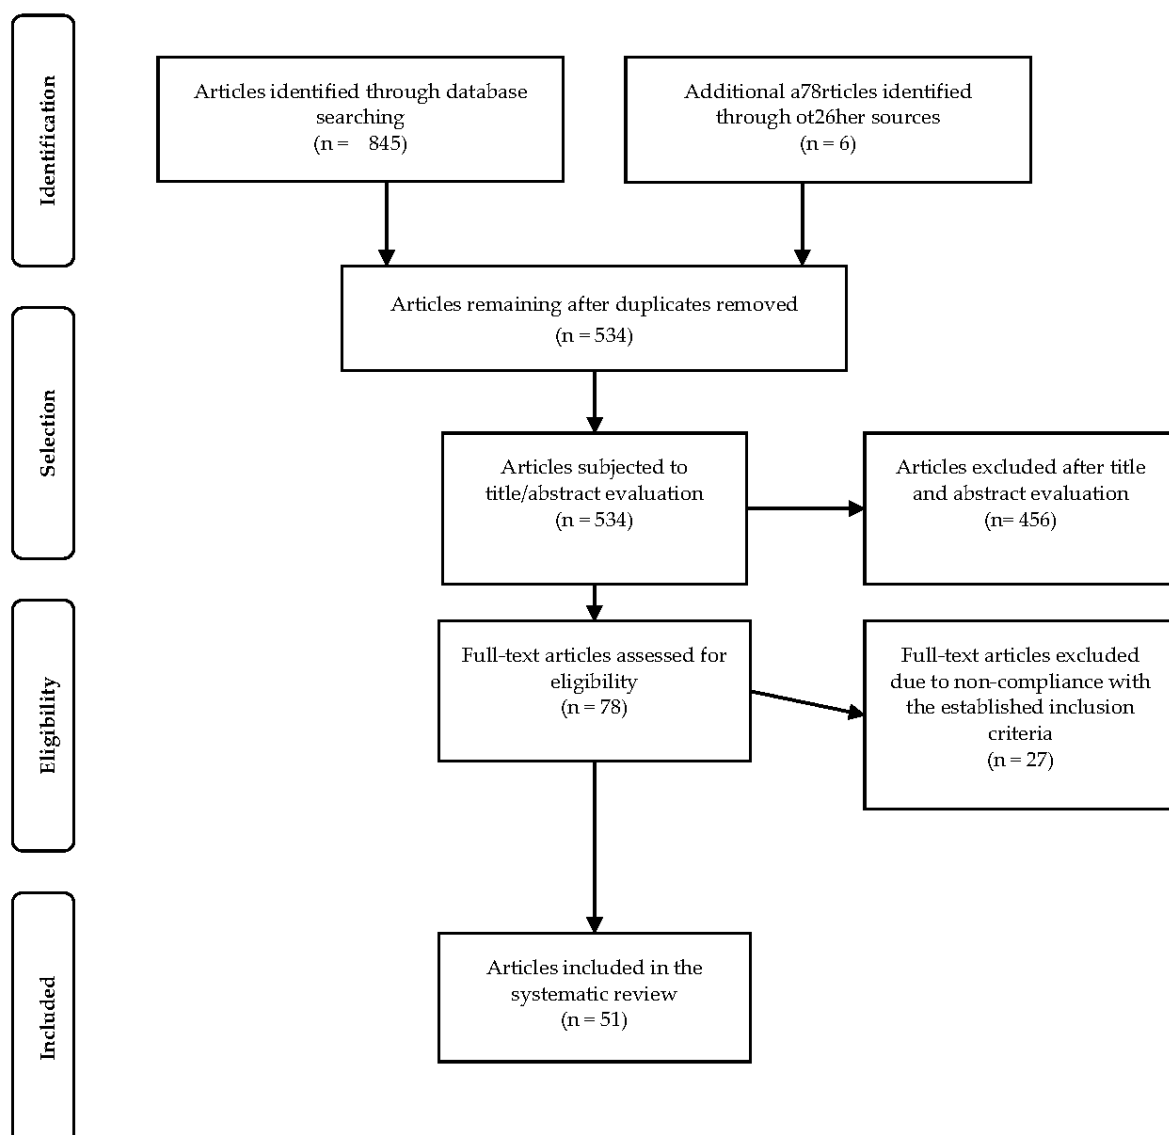 Identification
Articles identified through database
searching
(n =    845)
Additional a78rticles identified
through ot26her sources
(n = 6)
Articles remaining after duplicates removed
(n = 534)
Selection
Articles subjected to
title/abstract evaluation
(n = 534)
Articles excluded after title
and abstract evaluation
(n= 456)
Eligibility
Full-text articles assessed for
eligibility
(n = 78)
Full-text articles excluded
due to non-compliance with
the established inclusion
criteria
(n = 27)
Included
Articles included in the
systematic review
(n = 51)